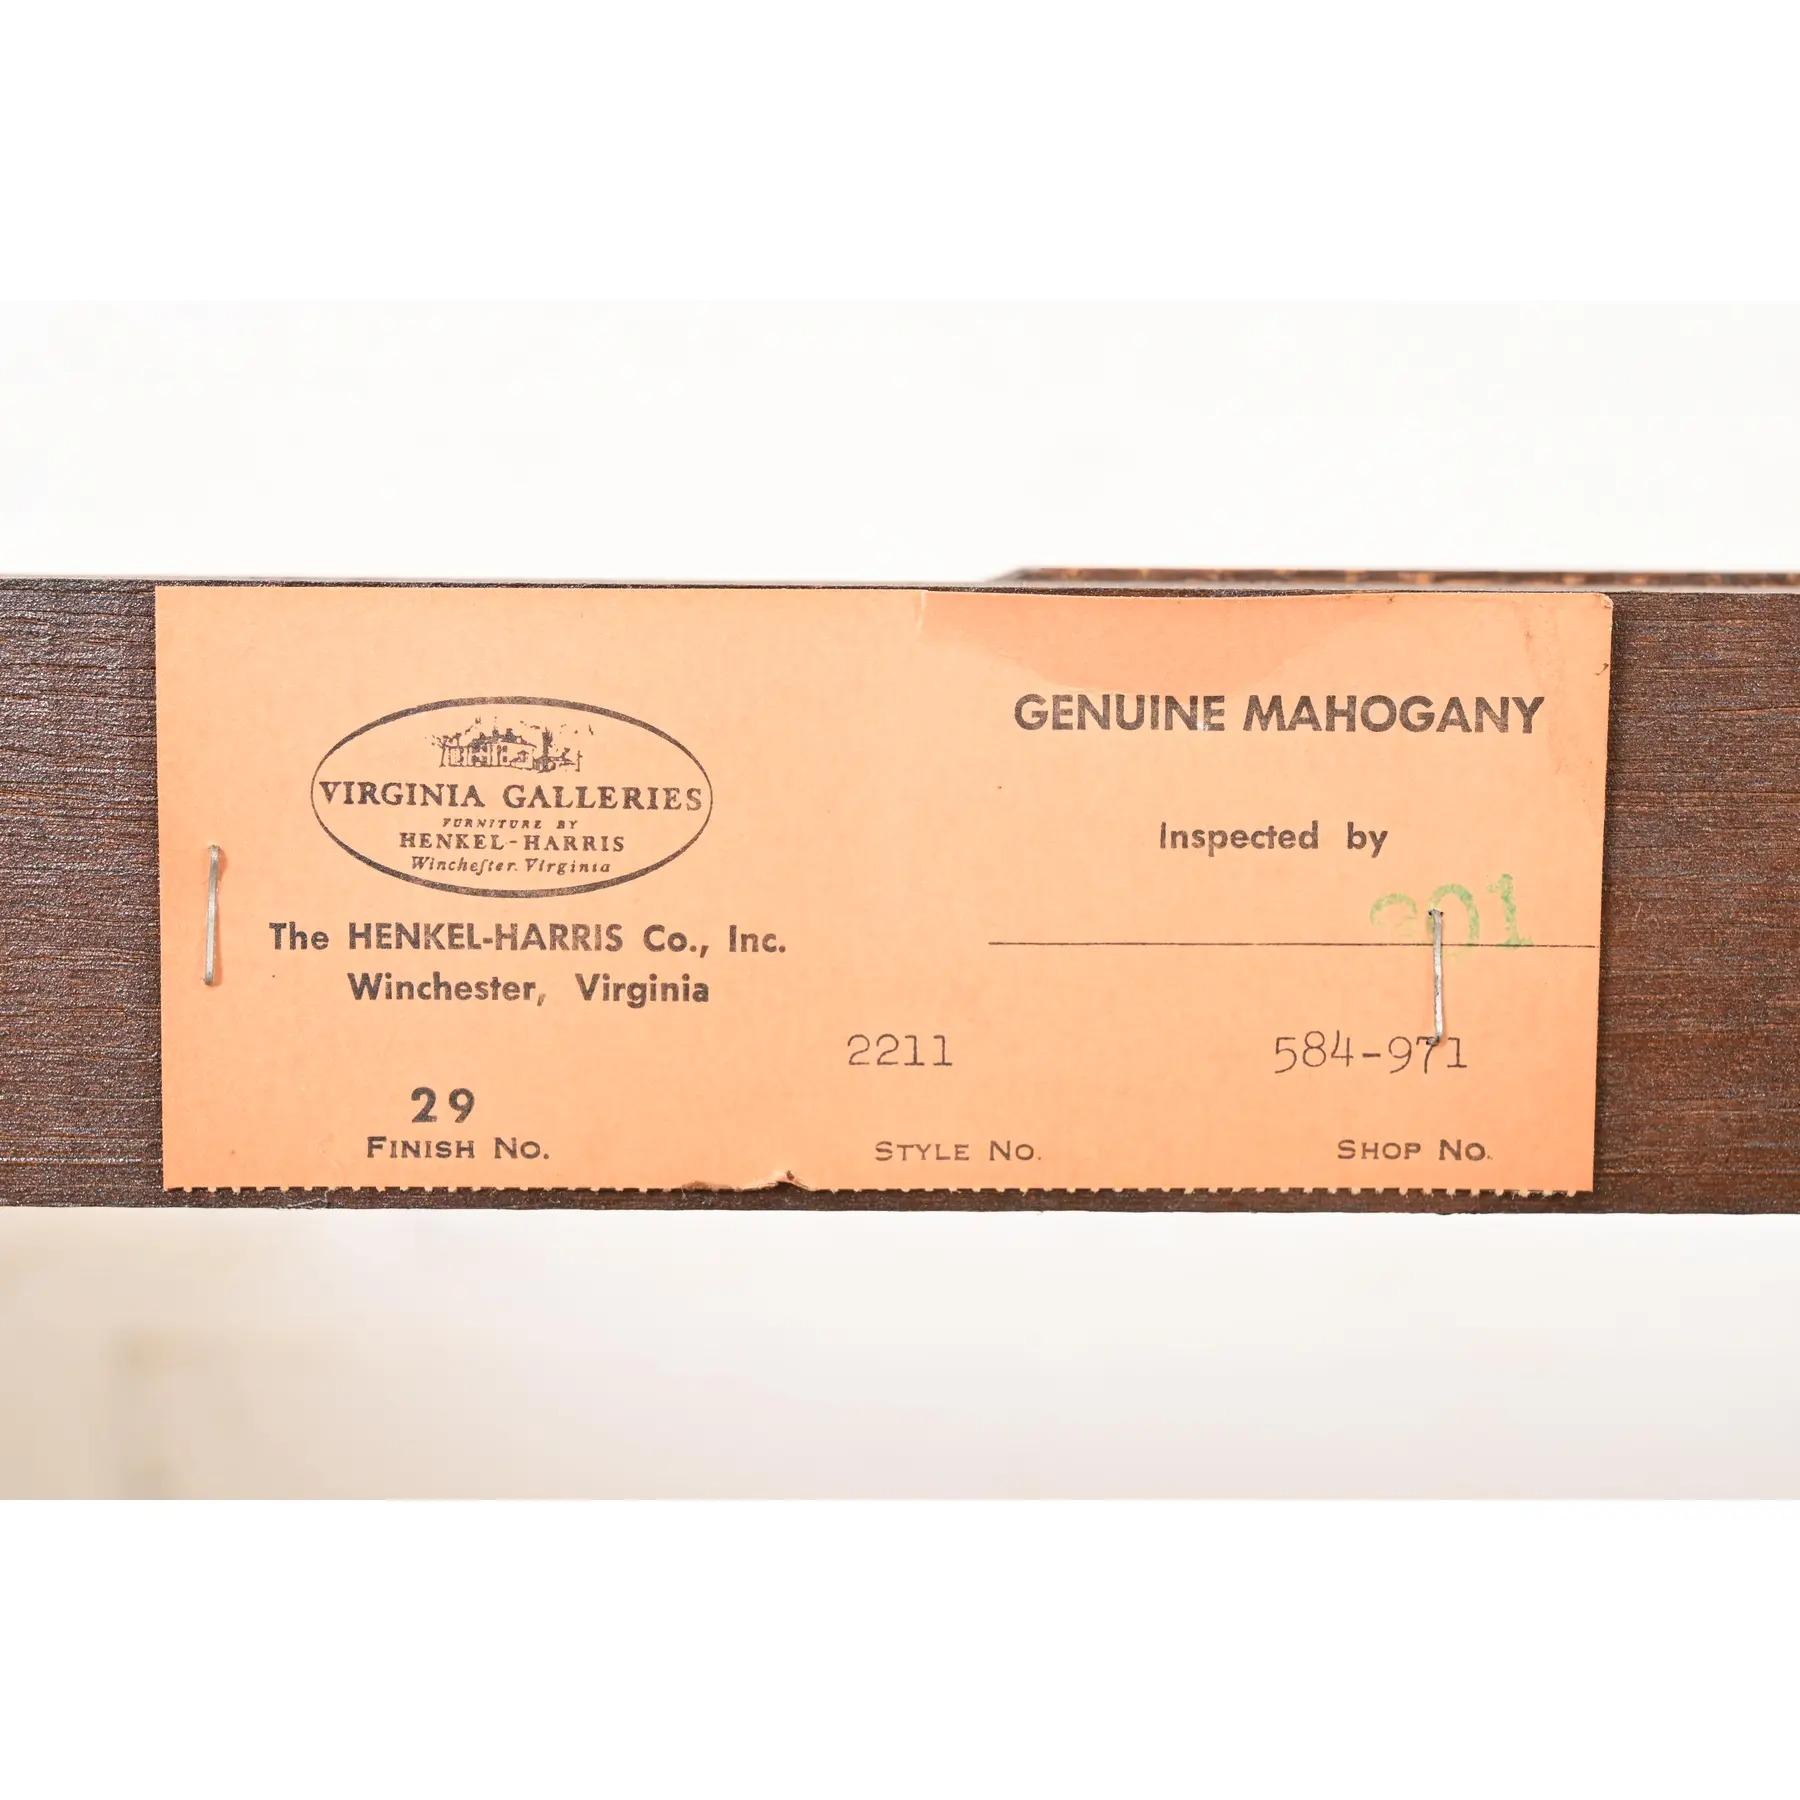 VIRGINIA GALLERIES
FURNITURE BY
HENKEL-HARRIS
Winchester, Virginia
The HENKEL-HARRIS Co., Inc.
Winchester, Virginia
29
FINISH NO.
2211
STYLE NO.
GENUINE MAHOGANY
Inspected by
584-971
SHOP NO.